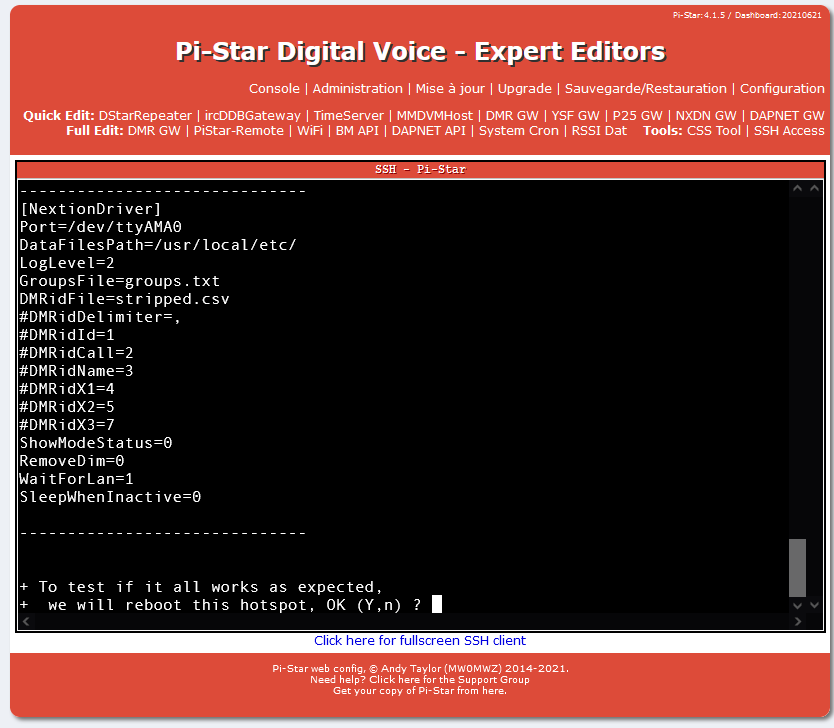 Pi-Star:4.1.5 / Dashboard:20210621
Pi-Star Digital Voice - Expert Editors
Console | Administration | Mise à jour | Upgrade | Sauvegarde/Restauration | Configuration
Quick Edit: DStarRepeater | ircDDBGateway | TimeServer | MMDVMHost | DMR GW | YSF GW | P25 GW | NXDN GW | DAPNET GW
Full Edit: DMR GW | PiStar-Remote | WiFi | BM API | DAPNET API | System Cron | RSSI Dat Tools: CSS Tool | SSH Access
SSH - Pi-Star
------------------------------
[NextionDriver]
Port=/dev/ttyAMA0
DataFilesPath=/usr/local/etc/
LogLevel=2
GroupsFile=groups.txt
DMRidFile=stripped.csv
#DMRidDelimiter=,
#DMRidId=1
#DMRidCall=2
#DMRidName=3
#DMRidX1=4
#DMRidX2=5
#DMRidX3=7
ShowModeStatus=0
RemoveDim=0
WaitForLan=1
SleepWhenInactive=0
------------------------------
+ To test if it all works as expected,
+  we will reboot this hotspot, OK (Y,n) ?
Click here for fullscreen SSH client
Pi-Star web config, © Andy Taylor (MW0MWZ) 2014-2021.
Need help? Click here for the Support Group
Get your copy of Pi-Star from here.